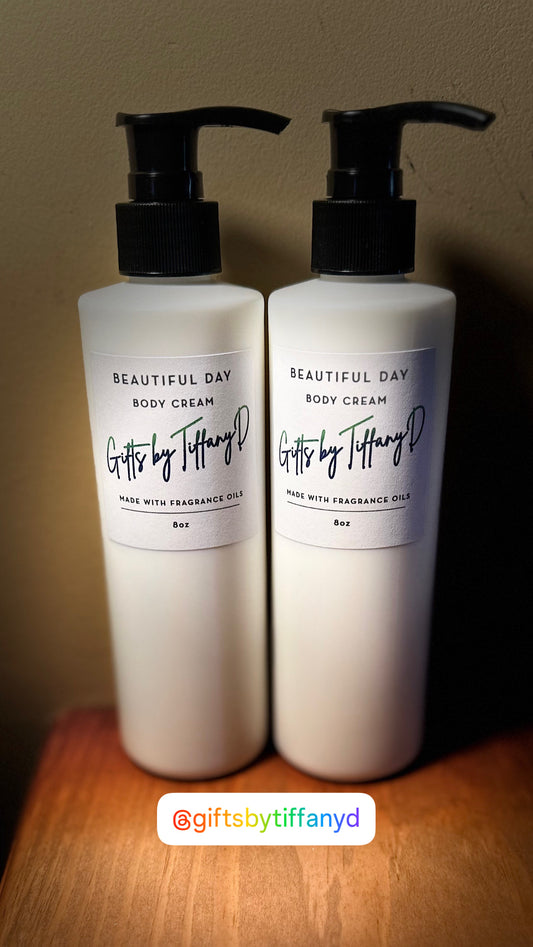 BEAUTIFUL DAY
BODY CREAM
Gifts by TiffanyD
MADE WITH FRAGRANCE OILS
8oz
BEAUTIFUL DAY
BODY CREAM
Gifts by TiffanyD
MADE WITH FRAGRANCE OILS
8oz
@giftsbytiffanyd